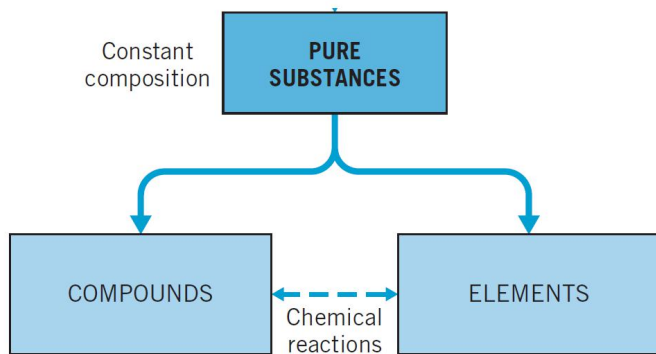 Constant
composition
PURE
SUBSTANCES
COMPOUNDS
ELEMENTS
Chemical
reactions